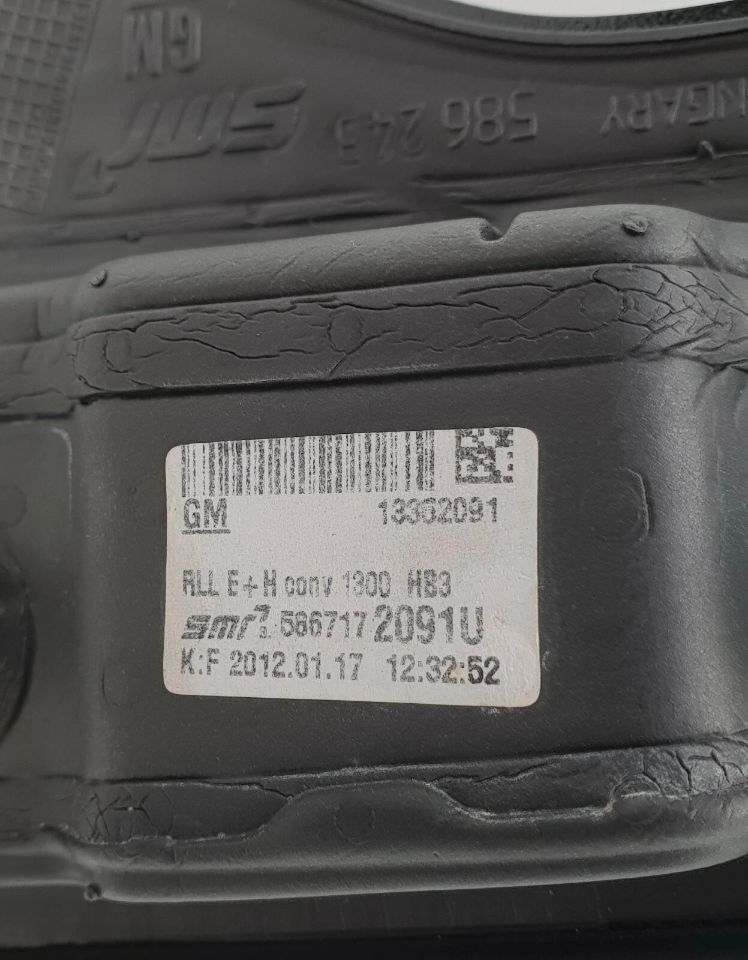 GM
smr 586 243 NGARY
GM 13362091
RLL E+H conv 1300 HB3
smr 586717 2091U
K:F 2012.01.17 12:32:52